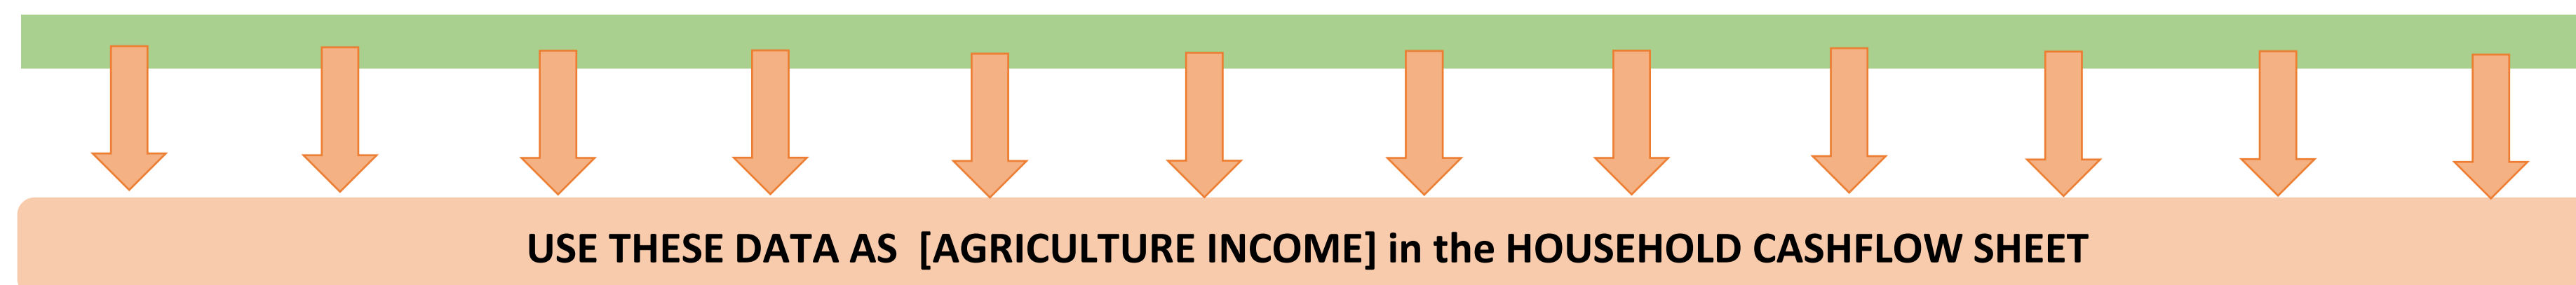 USE THESE DATA AS  [AGRICULTURE INCOME] in the HOUSEHOLD CASHFLOW SHEET